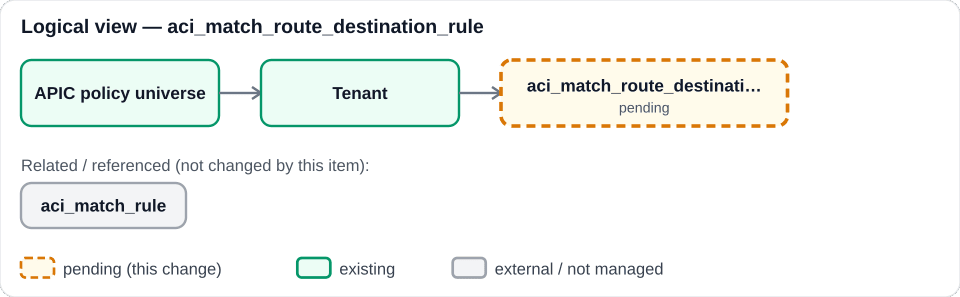 Logical view — aci_match_route_destination_rule
APIC policy universe
Tenant
aci_match_route_destinati…
pending
Related / referenced (not changed by this item):
aci_match_rule
pending (this change)
existing
external / not managed